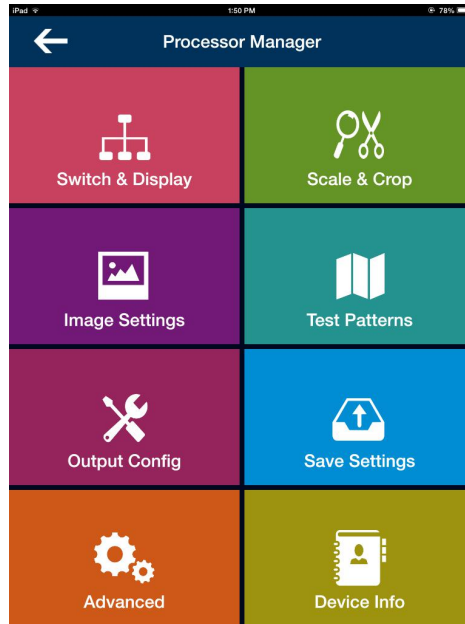 iPad 1:50 PM 78%
Processor Manager
Switch & Display Scale & Crop
Image Settings Test Patterns
Output Config Save Settings
Advanced Device Info